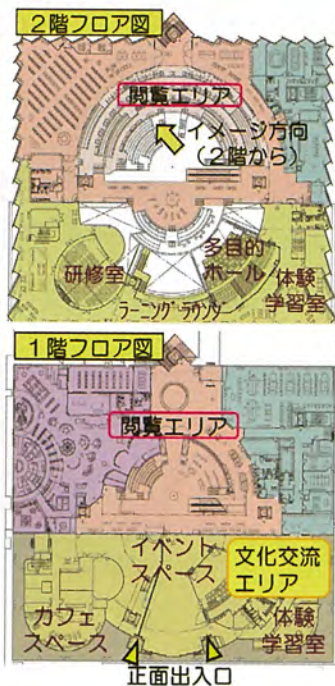 2階フロア図
閲覧エリア
イメージ方向
(2階から)
研修室
多目的
ホール
体験
学習室
ラーニングラウンジ
1階フロア図
閲覧エリア
イベント
スペース
文化交流
エリア
カフェ
スペース
体験
学習室
正面出入口